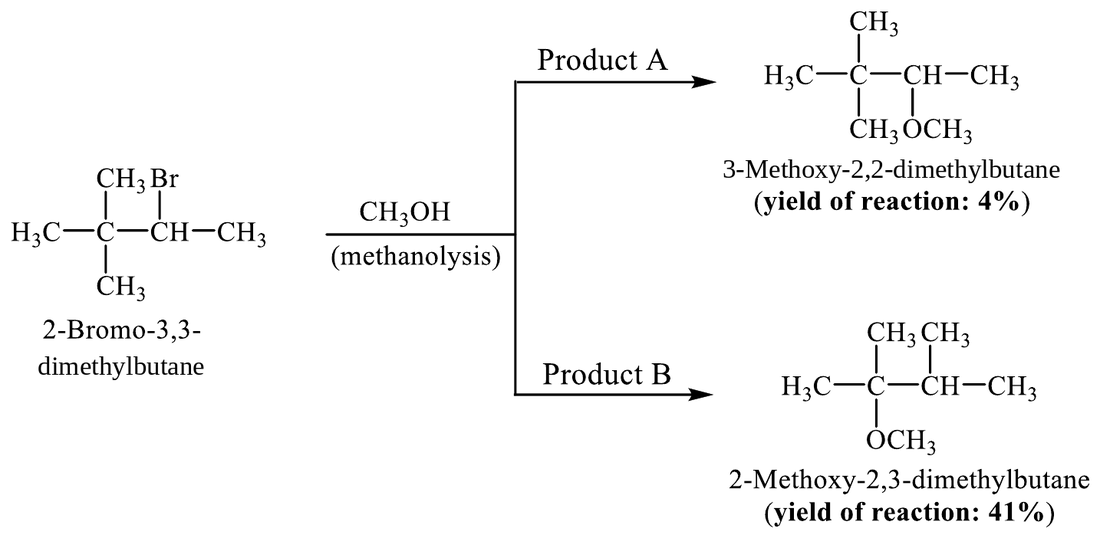 CH₃ Br
H₃C—C—CH—CH₃
CH₃
2-Bromo-3,3-
dimethylbutane
CH₃OH
(methanolysis)
Product A
CH₃
H₃C—C—CH—CH₃
CH₃ OCH₃
3-Methoxy-2,2-dimethylbutane
(yield of reaction: 4%)
Product B
CH₃ CH₃
H₃C—C—CH—CH₃
OCH₃
2-Methoxy-2,3-dimethylbutane
(yield of reaction: 41%)